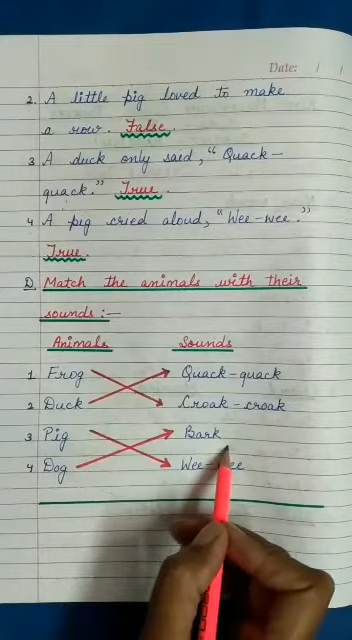 Date: / /
2. A little pig loved to make
a row. False.
3 A duck only said, "Quack-
quack." True.
4 A pig cried aloud, "Wee-wee."
True.
D. Match the animals with their
sounds:-
Animals Sounds
1 Frog Quack-quack
2 Duck Croak-croak
3 Pig Bark
4 Dog Wee-wee